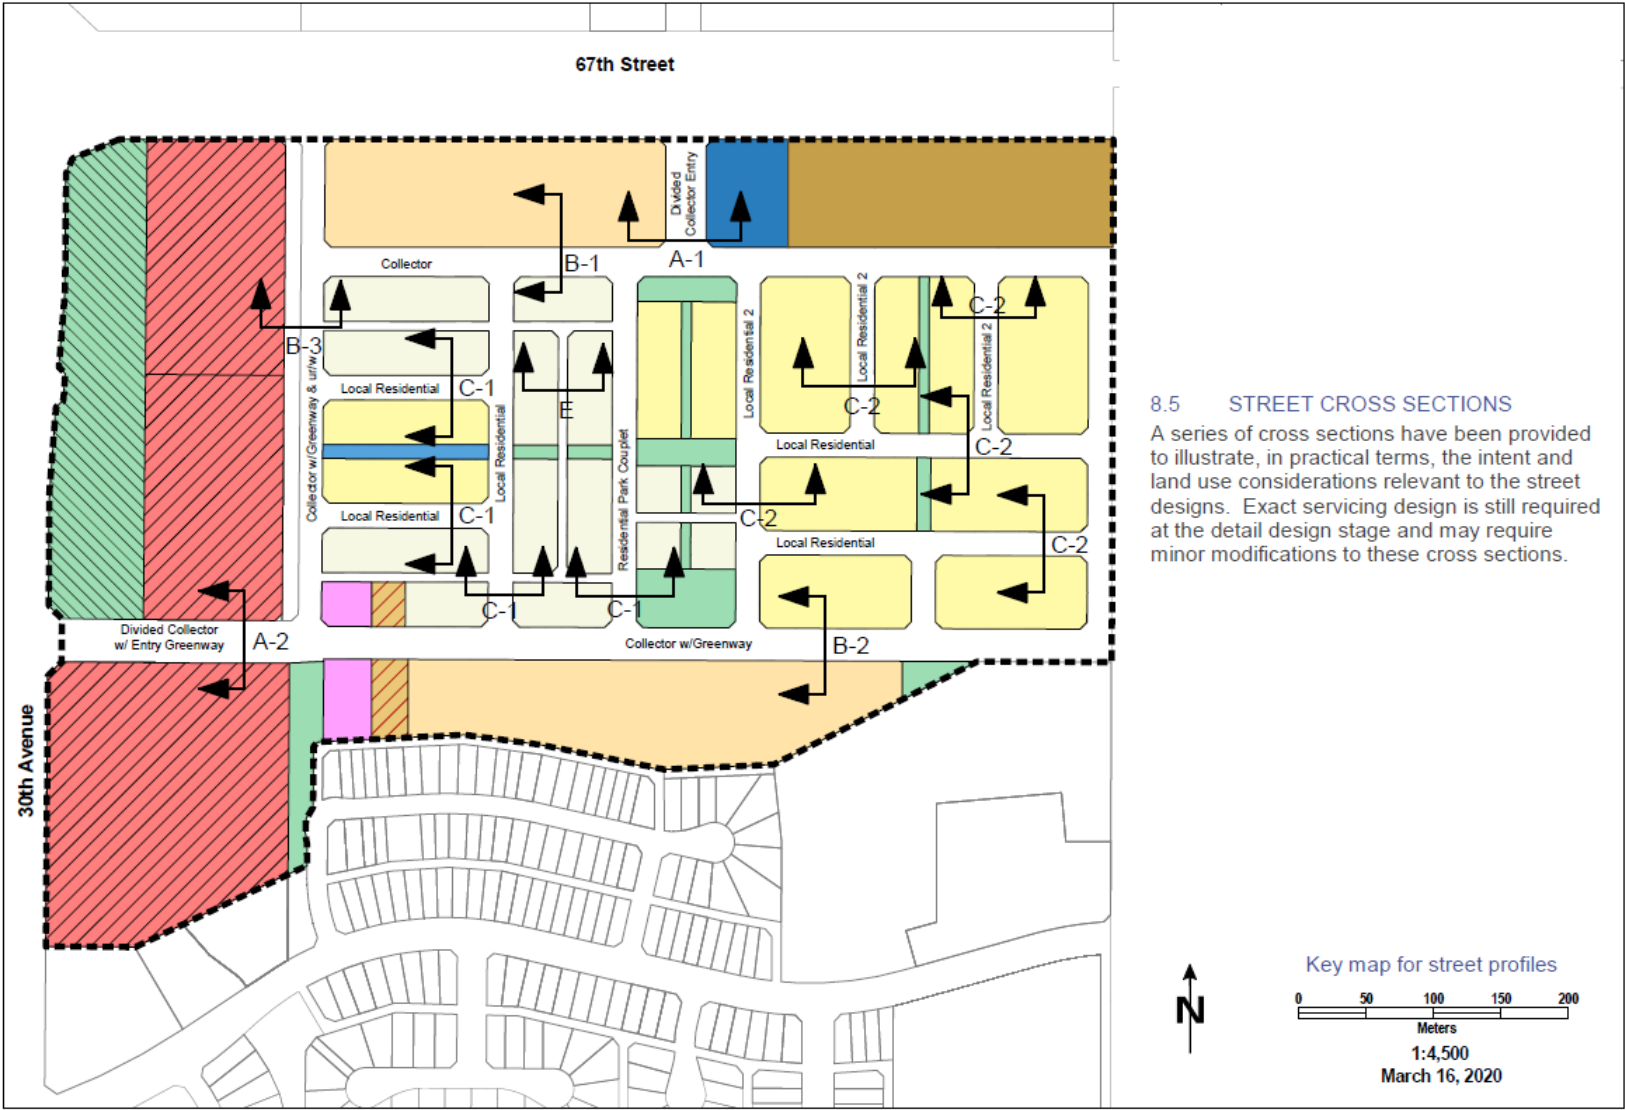 67th Street
Divided
Collector Entry
Collector
B-1
A-1
Local Residential 2
C-2
B-3
Local Residential 2
Local Residential 2
Collector w/Greenway & ur/w
Local Residential
C-1
E
C-2
8.5 STREET CROSS SECTIONS
A series of cross sections have been provided
to illustrate, in practical terms, the intent and
land use considerations relevant to the street
designs. Exact servicing design is still required
at the detail design stage and may require
minor modifications to these cross sections.
Local Residential
Residential Park Couplet
Local Residential
C-2
Local Residential
C-1
C-2
Local Residential
C-2
C-1
C-1
Divided Collector
w/ Entry Greenway
A-2
Collector w/Greenway
B-2
30th Avenue
Key map for street profiles
N
0 50 100 150 200
Meters
1:4,500
March 16, 2020